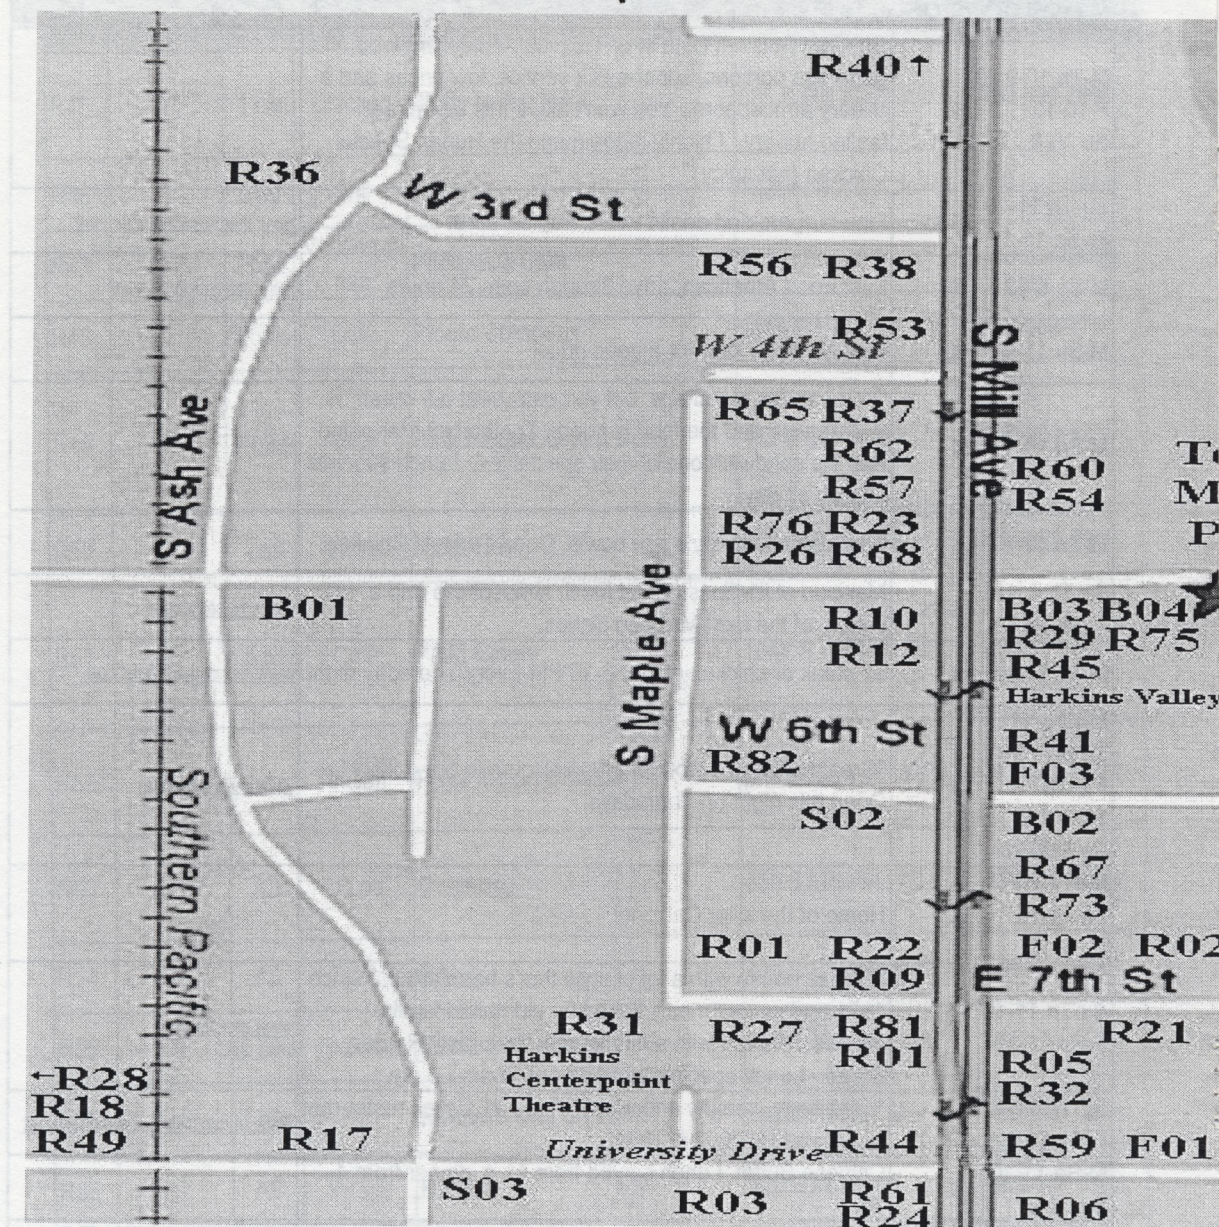 R40↑
R36
W 3rd St
R56 R38
R53
W 4th St
S Mill Ave
R65 R37
S Ash Ave
R62
R60
R57
R54
R76 R23
R26 R68
S Maple Ave
B01
R10
B03 B04
R12
R29 R75
R45
Harkins Valley
W 6th St
R41
R82
F03
Southern Pacific
S02
B02
R67
R73
R01 R22
F02 R02
R09
E 7th St
R31
R27 R81
R21
Harkins
Centerpoint
Theatre
R01
R05
←R28
R32
R18
R49
R17
University Drive
R44
R59 F01
S03
R03
R61
R24
R06